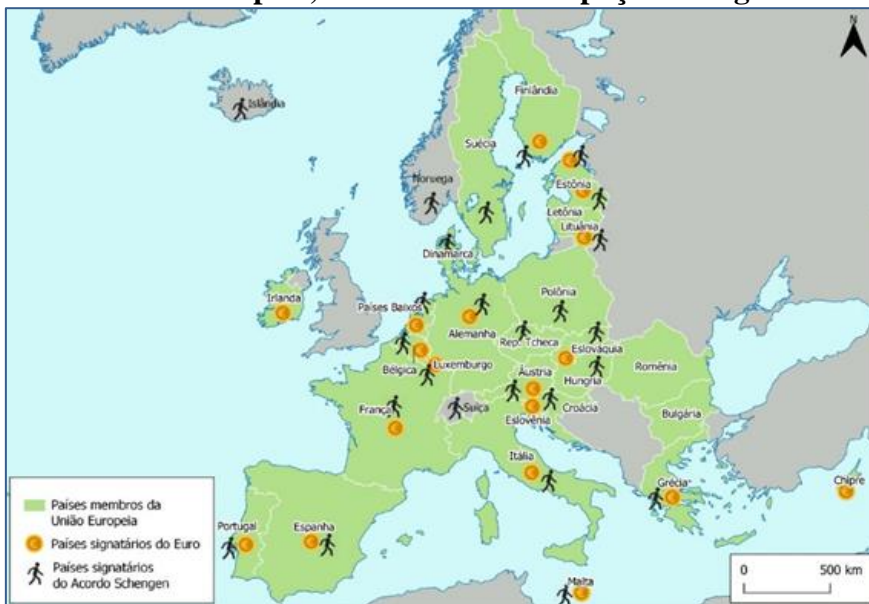 N
Islândia
Finlândia
Suécia
Noruega
Estônia
Letônia
Lituânia
Dinamarca
Irlanda
Países Baixos
Polônia
Alemanha
Rep. Tcheca
Eslováquia
Bélgica
Luxemburgo
Áustria
Hungria
Romênia
França
Suíça
Eslovênia
Croácia
Bulgária
Itália
Grécia
Chipre
Portugal
Espanha
Malta
Países membros da
União Europeia
Países signatários do Euro
Países signatários
do Acordo Schengen
0 500 km